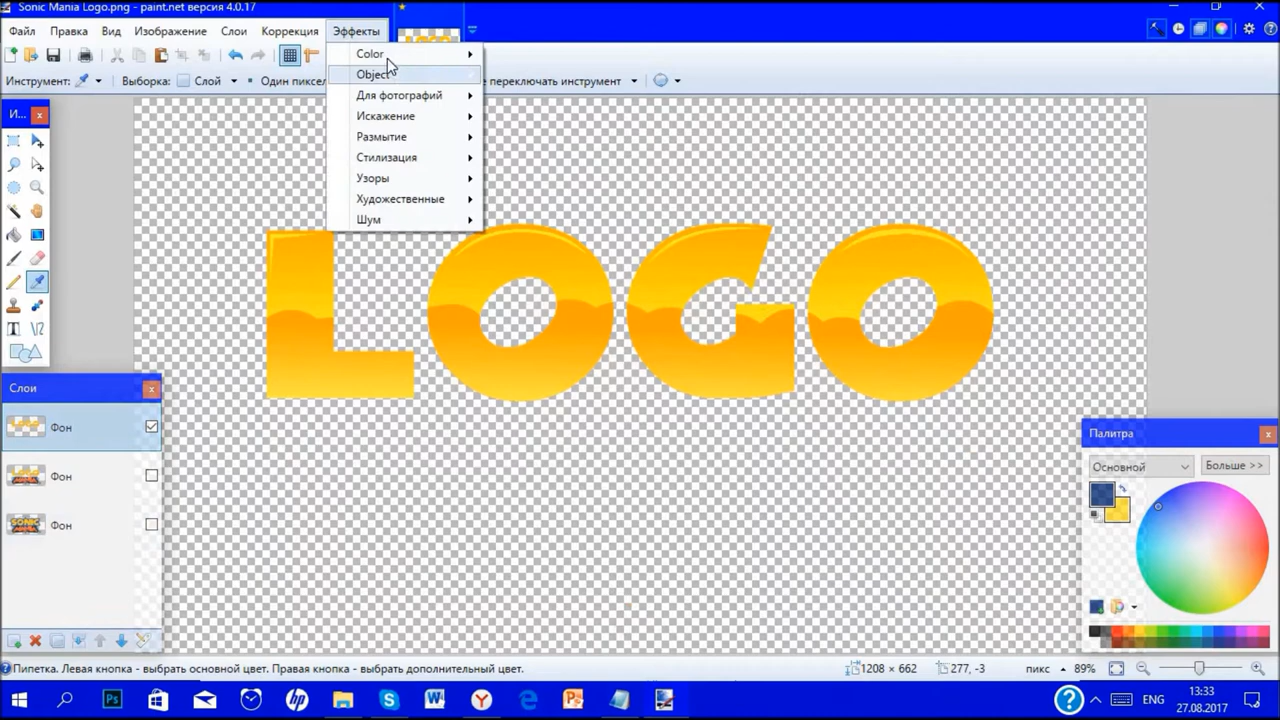 Sonic Mania Logo.png - paint.net версия 4.0.17
Файл Правка Вид Изображение Слои Коррекция Эффекты
Инструмент: Выборка: Слой Один пиксел е переключать инструмент
Color
Object
Для фотографий
Искажение
Размытие
Стилизация
Узоры
Художественные
Шум
И...
LOGO
Слои
Фон
Фон
Фон
Палитра
Основной Больше >>
Пипетка. Левая кнопка - выбрать основной цвет. Правая кнопка - выбрать дополнительный цвет. 1208 × 662 277, -3 пикс 89%
ENG 13:33
27.08.2017